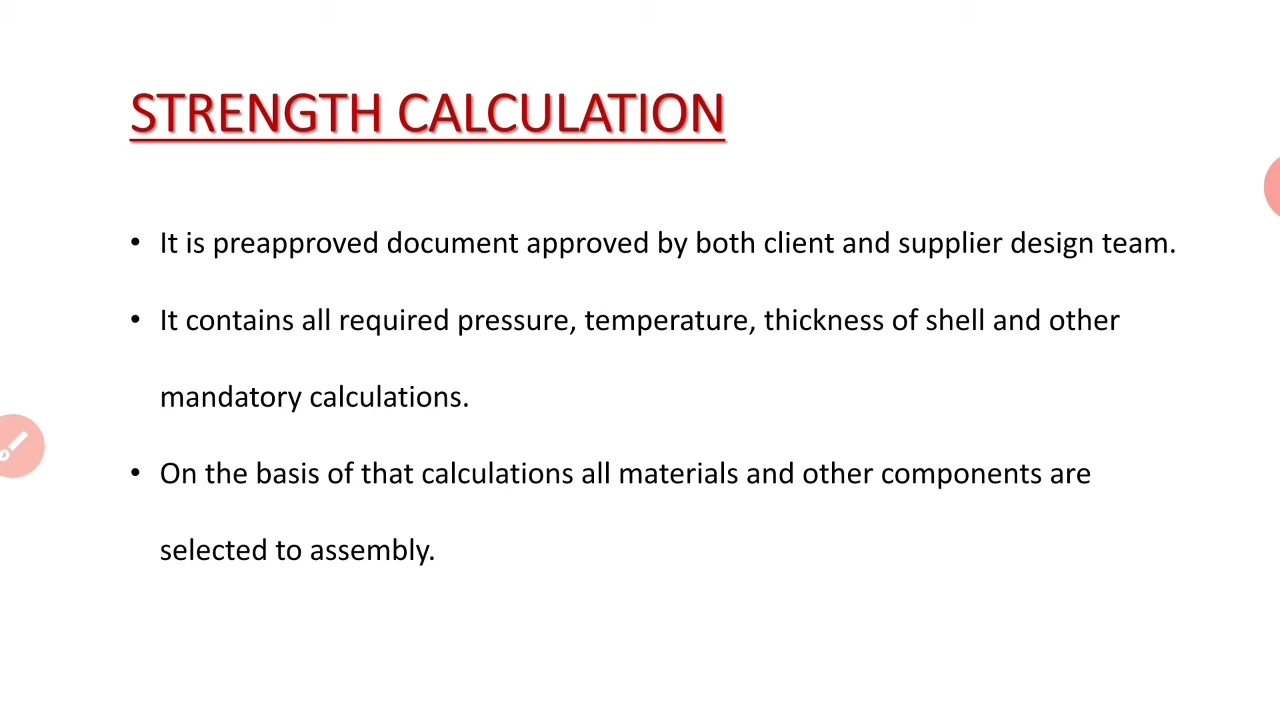 STRENGTH CALCULATION
• It is preapproved document approved by both client and supplier design team.
• It contains all required pressure, temperature, thickness of shell and other
mandatory calculations.
• On the basis of that calculations all materials and other components are
selected to assembly.